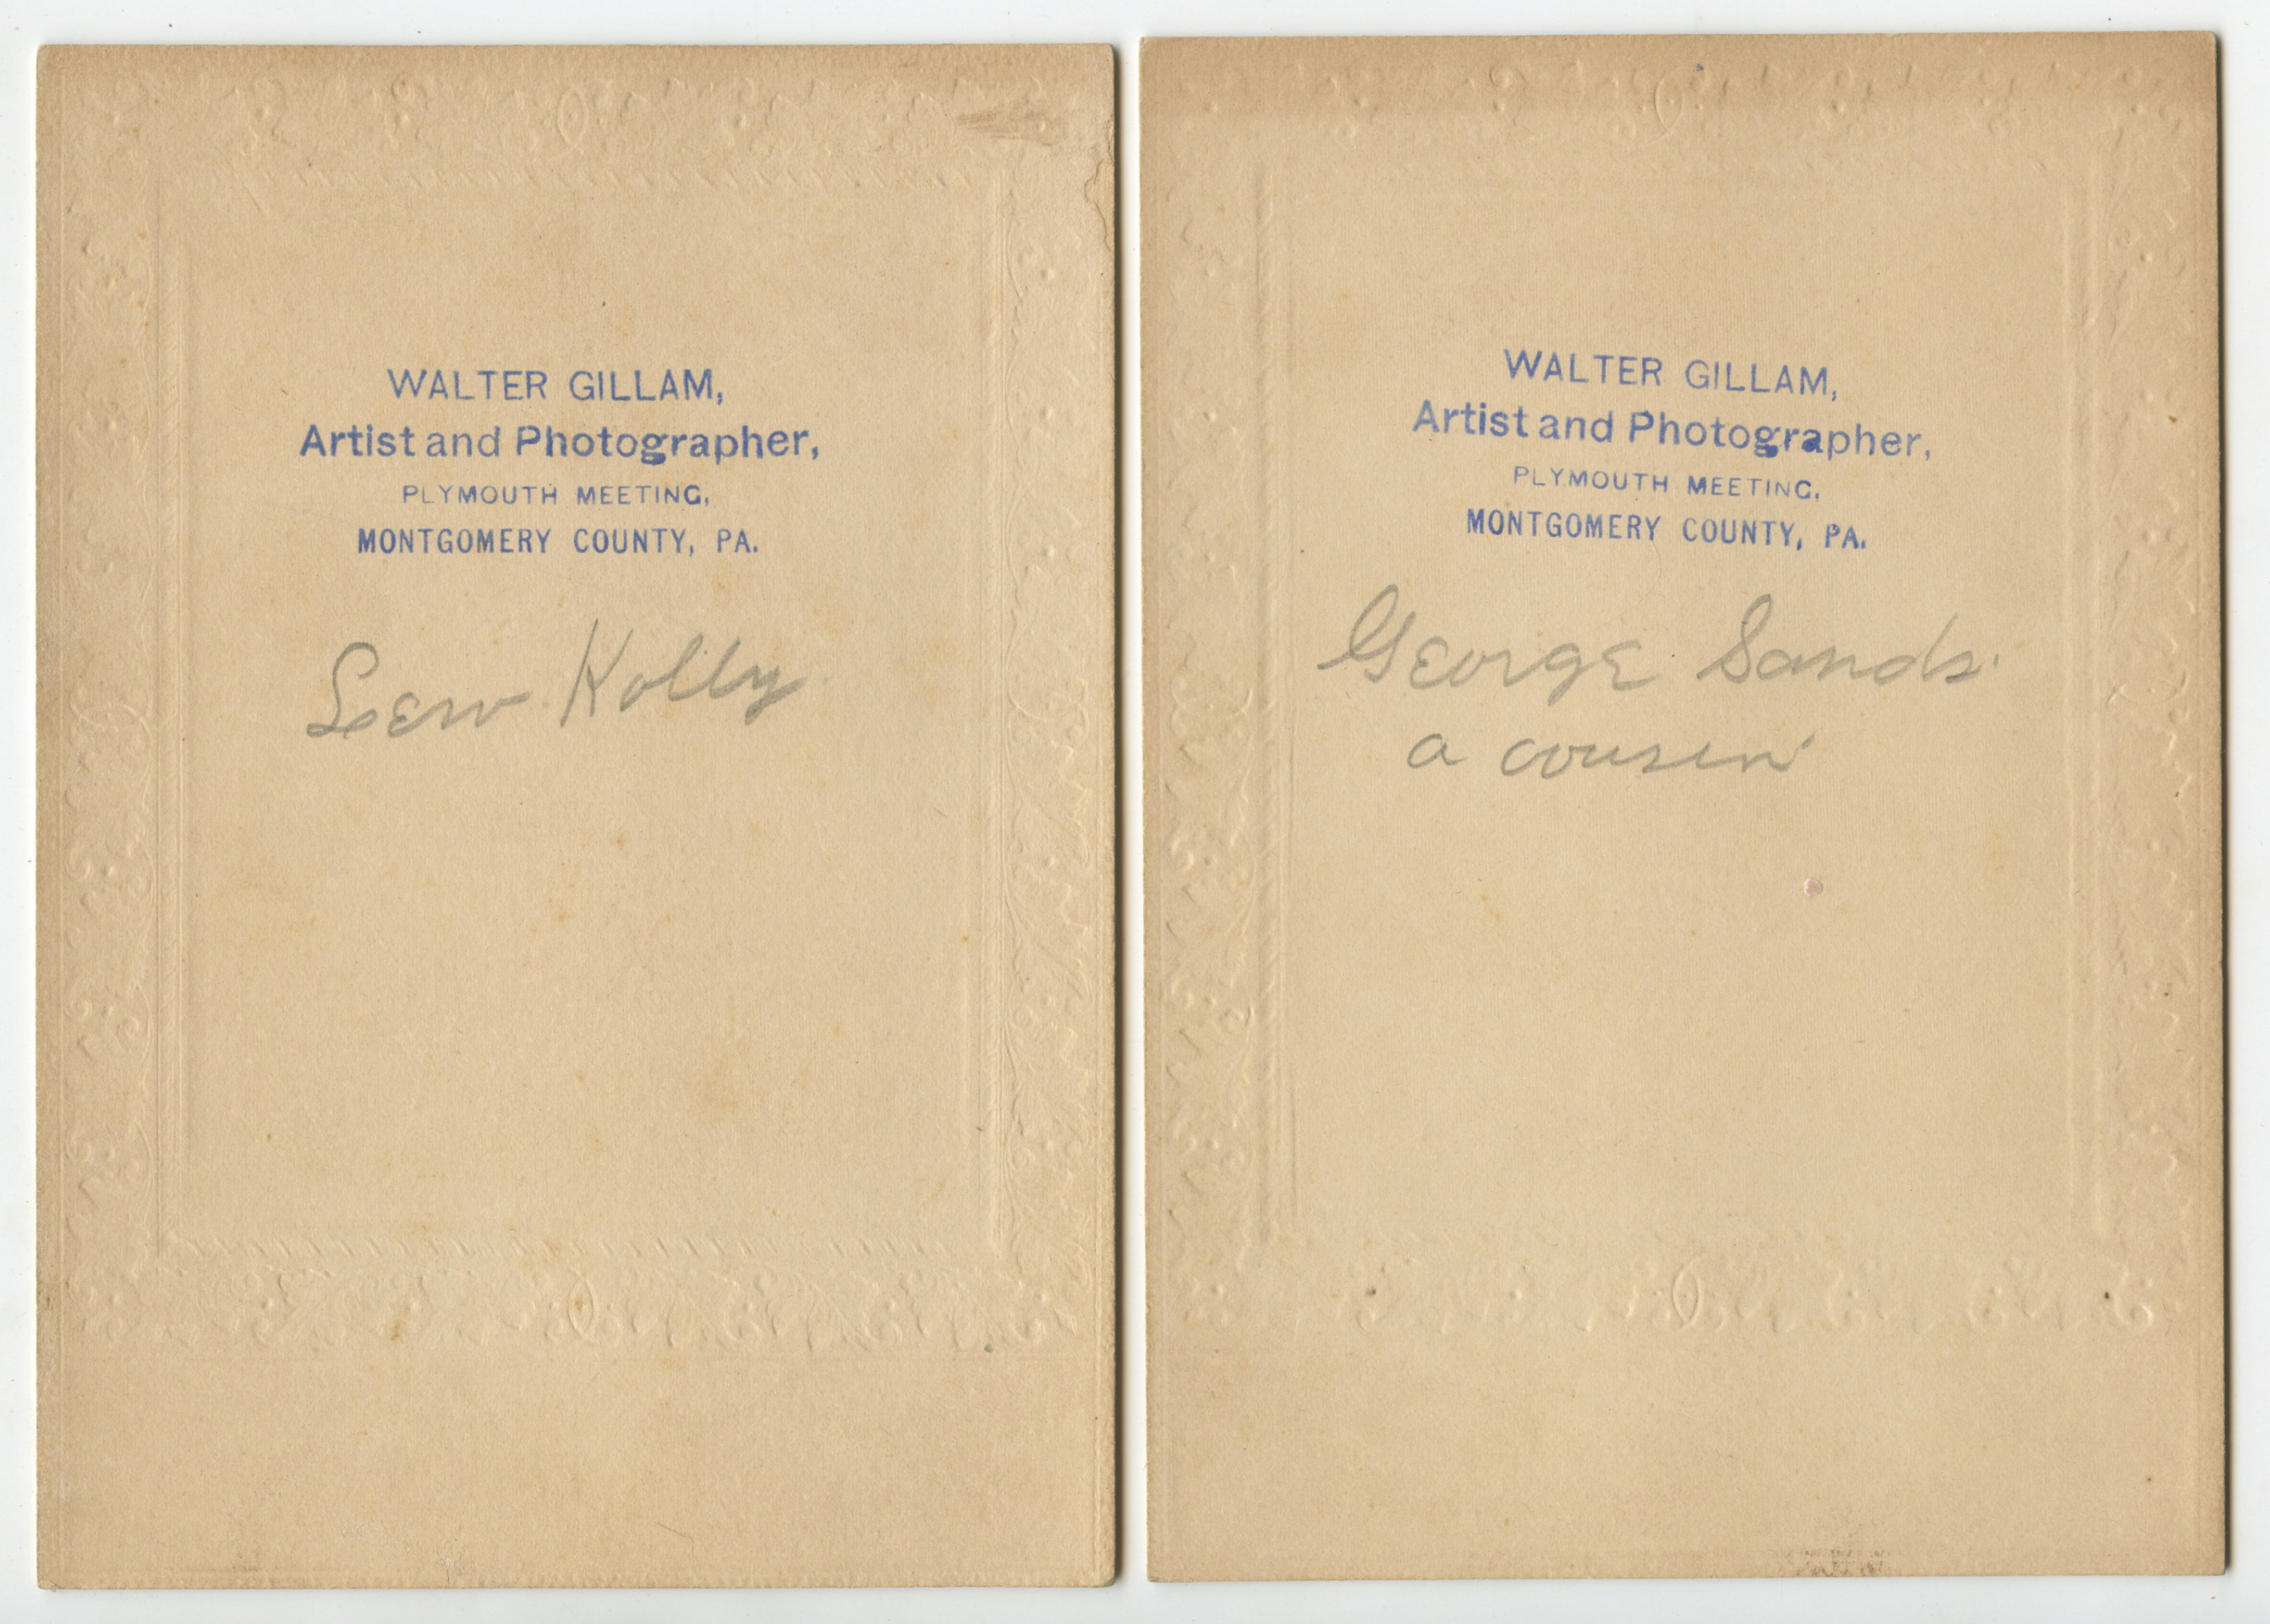 WALTER GILLAM,
Artist and Photographer,
PLYMOUTH MEETING,
MONTGOMERY COUNTY, PA.
Lew Kolly
WALTER GILLAM,
Artist and Photographer,
PLYMOUTH MEETING,
MONTGOMERY COUNTY, PA.
George Sands.
a cousin